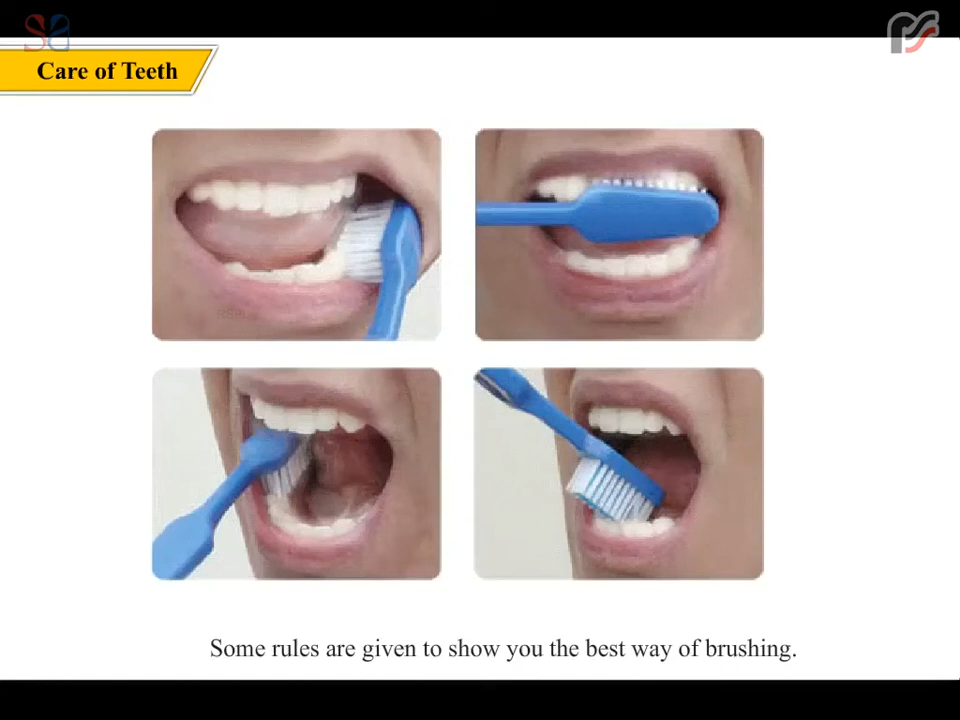 Care of Teeth
Some rules are given to show you the best way of brushing.